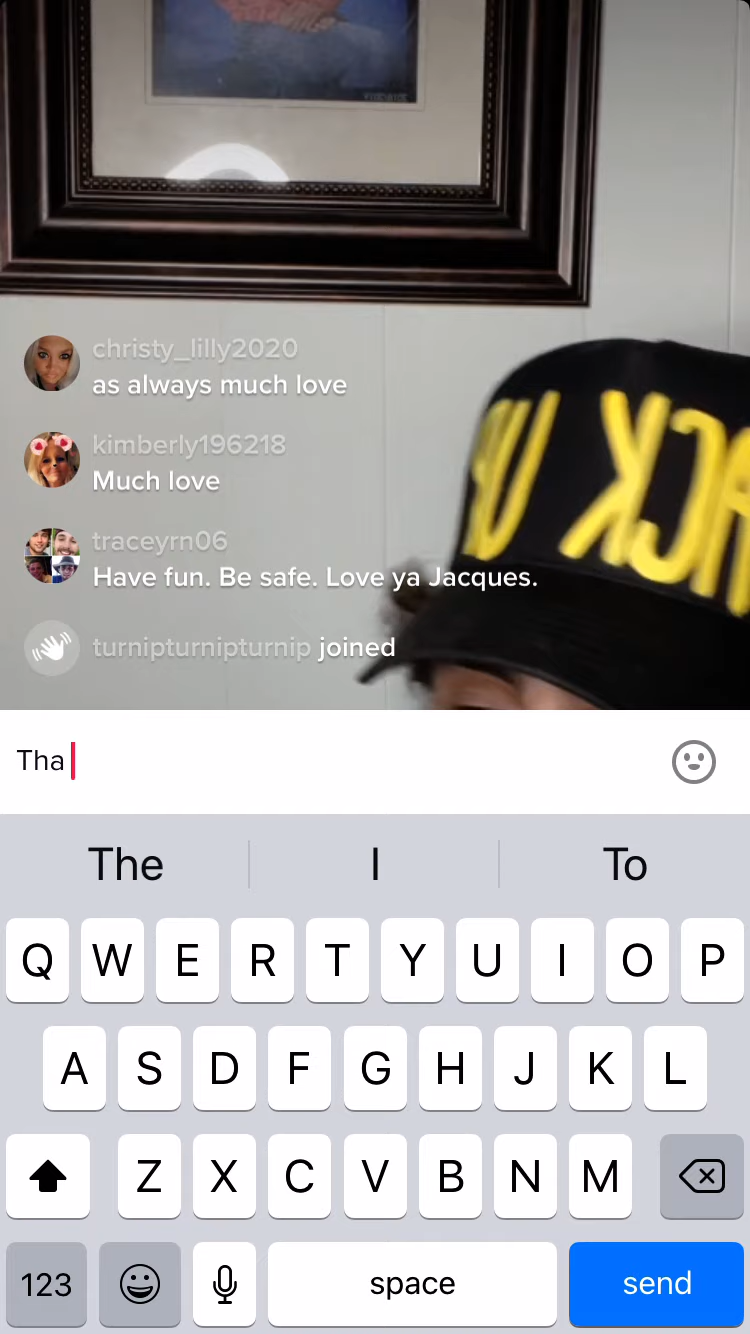 christy_lilly2020
as always much love
kimberly196218
Much love
traceyrn06
Have fun. Be safe. Love ya Jacques.
turnipturnipturnip joined
Tha
The I To
Q W E R T Y U I O P
A S D F G H J K L
Z X C V B N M
123 space send